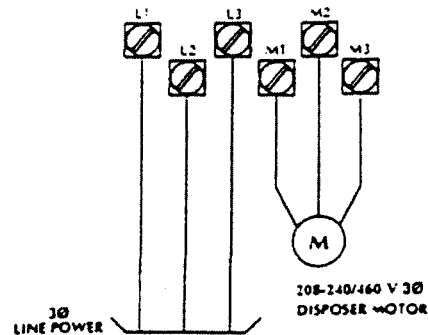 L1 L3 M2
L2 M1 M3
M
208-240/460 V 3Ø
DISPOSER MOTOR
3Ø
LINE POWER